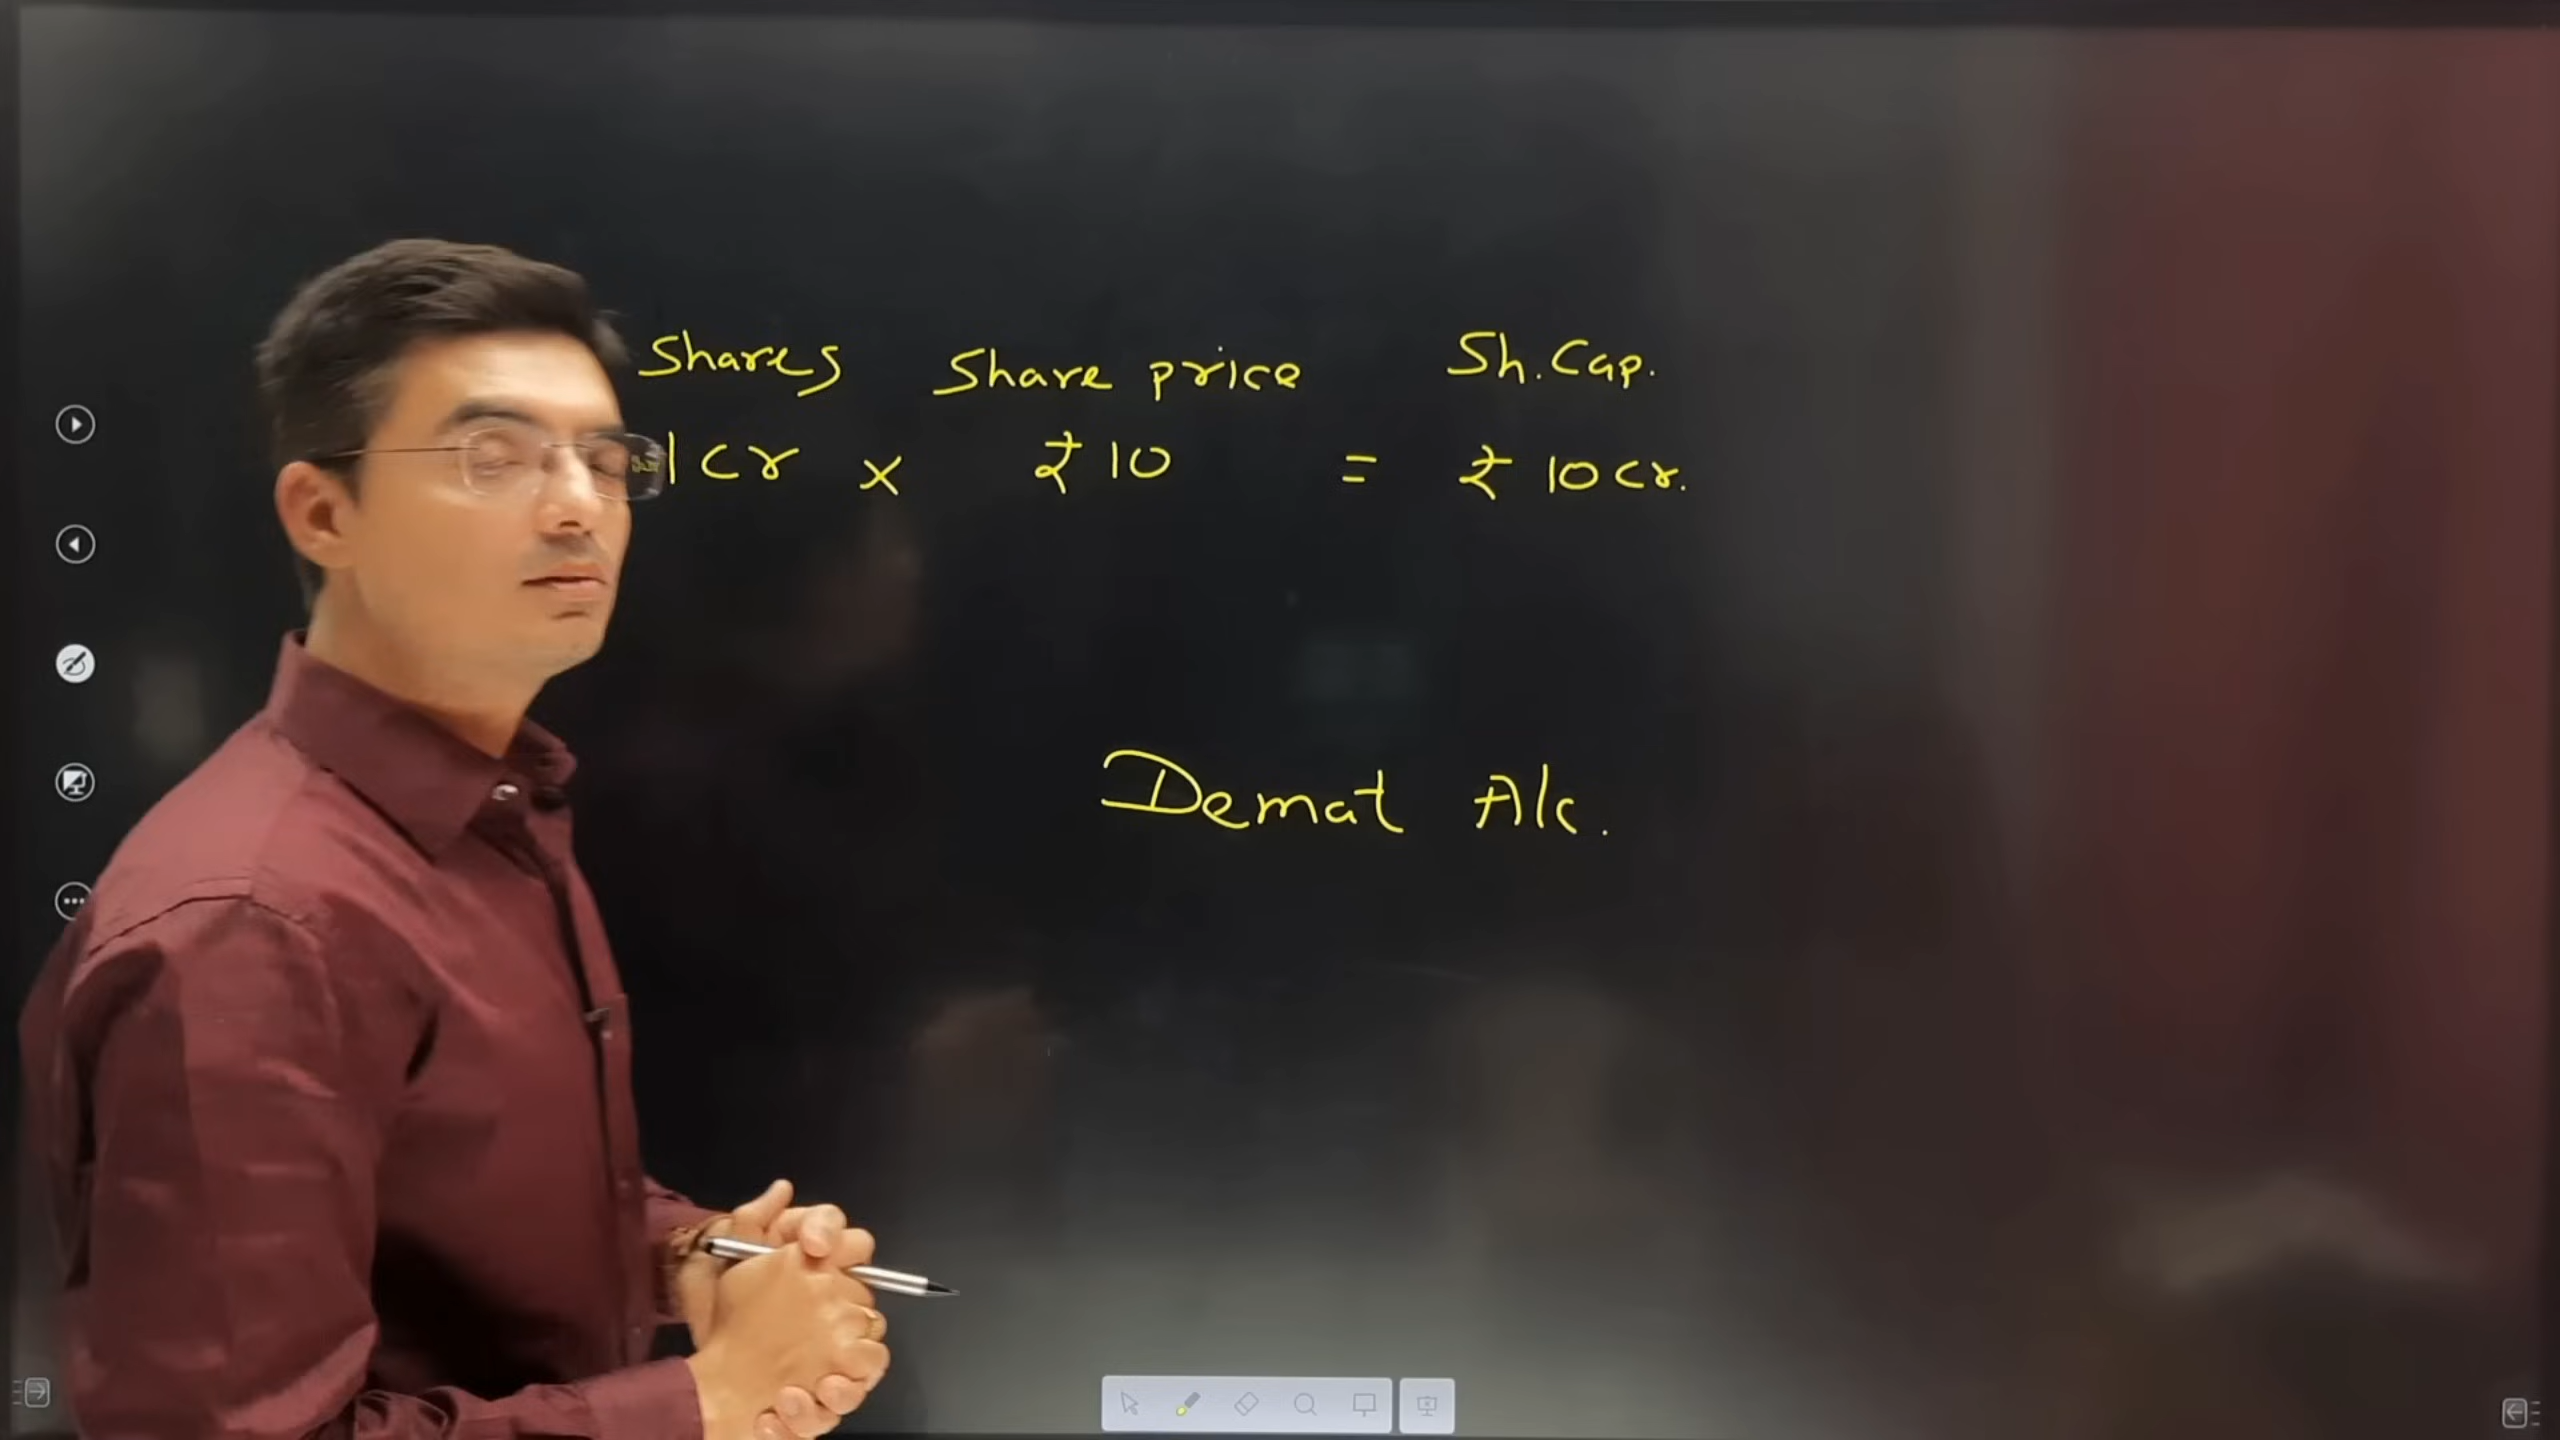 Shares Share price Sh. Cap.
1 Cr x ₹ 10 = ₹ 10 Cr.
Demat A/c.